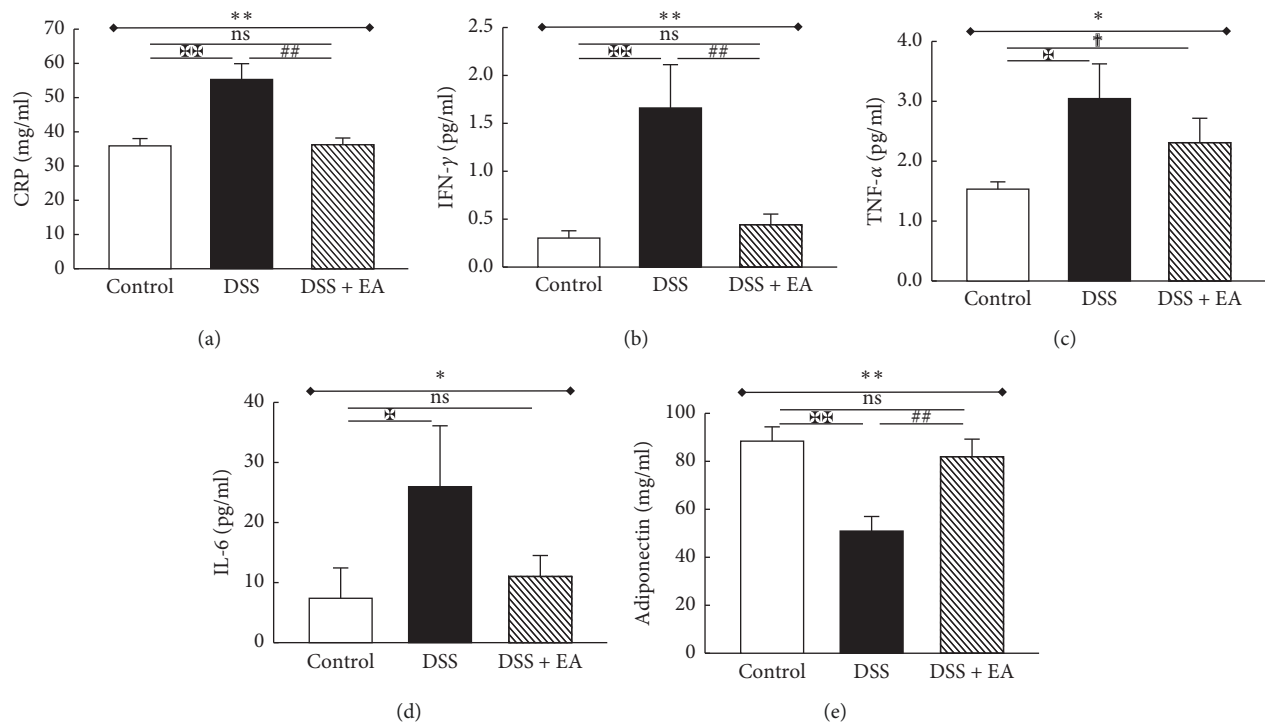 **
ns
✠✠ ##
CRP (mg/ml)
70
60
50
40
30
20
10
0
Control DSS DSS + EA
(a)
**
ns
✠✠ ##
IFN-γ (pg/ml)
2.5
2.0
1.5
1.0
0.5
0.0
Control DSS DSS + EA
(b)
*
⯭
✠
TNF-α (pg/ml)
4.0
3.0
2.0
1.0
0.0
Control DSS DSS + EA
(c)
*
ns
✠
IL-6 (pg/ml)
40
30
20
10
0
Control DSS DSS + EA
(d)
**
ns
✠✠ ##
Adiponectin (mg/ml)
100
80
60
40
20
0
Control DSS DSS + EA
(e)